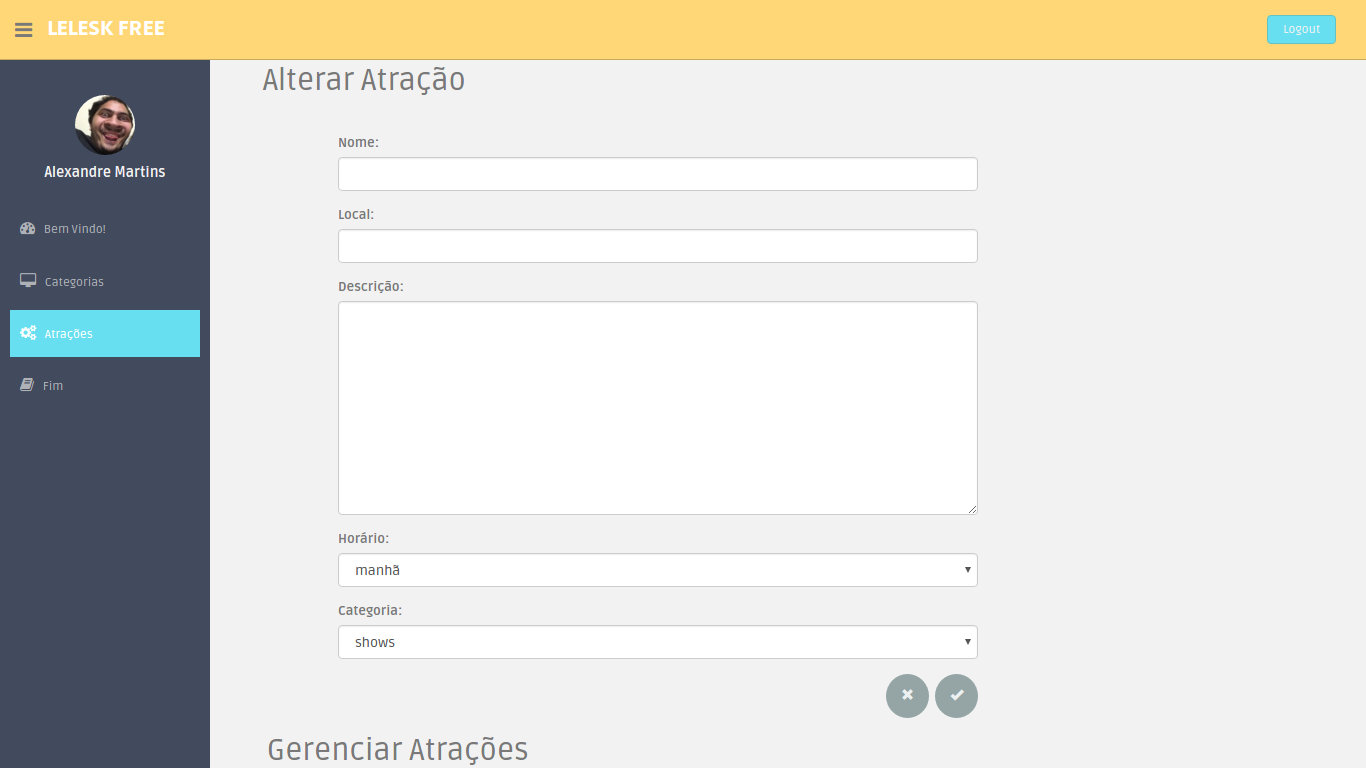 LELESK FREE
Logout
Alexandre Martins
Bem Vindo!
Categorias
Atrações
Fim
Alterar Atração
Nome:
Local:
Descrição:
Horário:
manhã
Categoria:
shows
Gerenciar Atrações